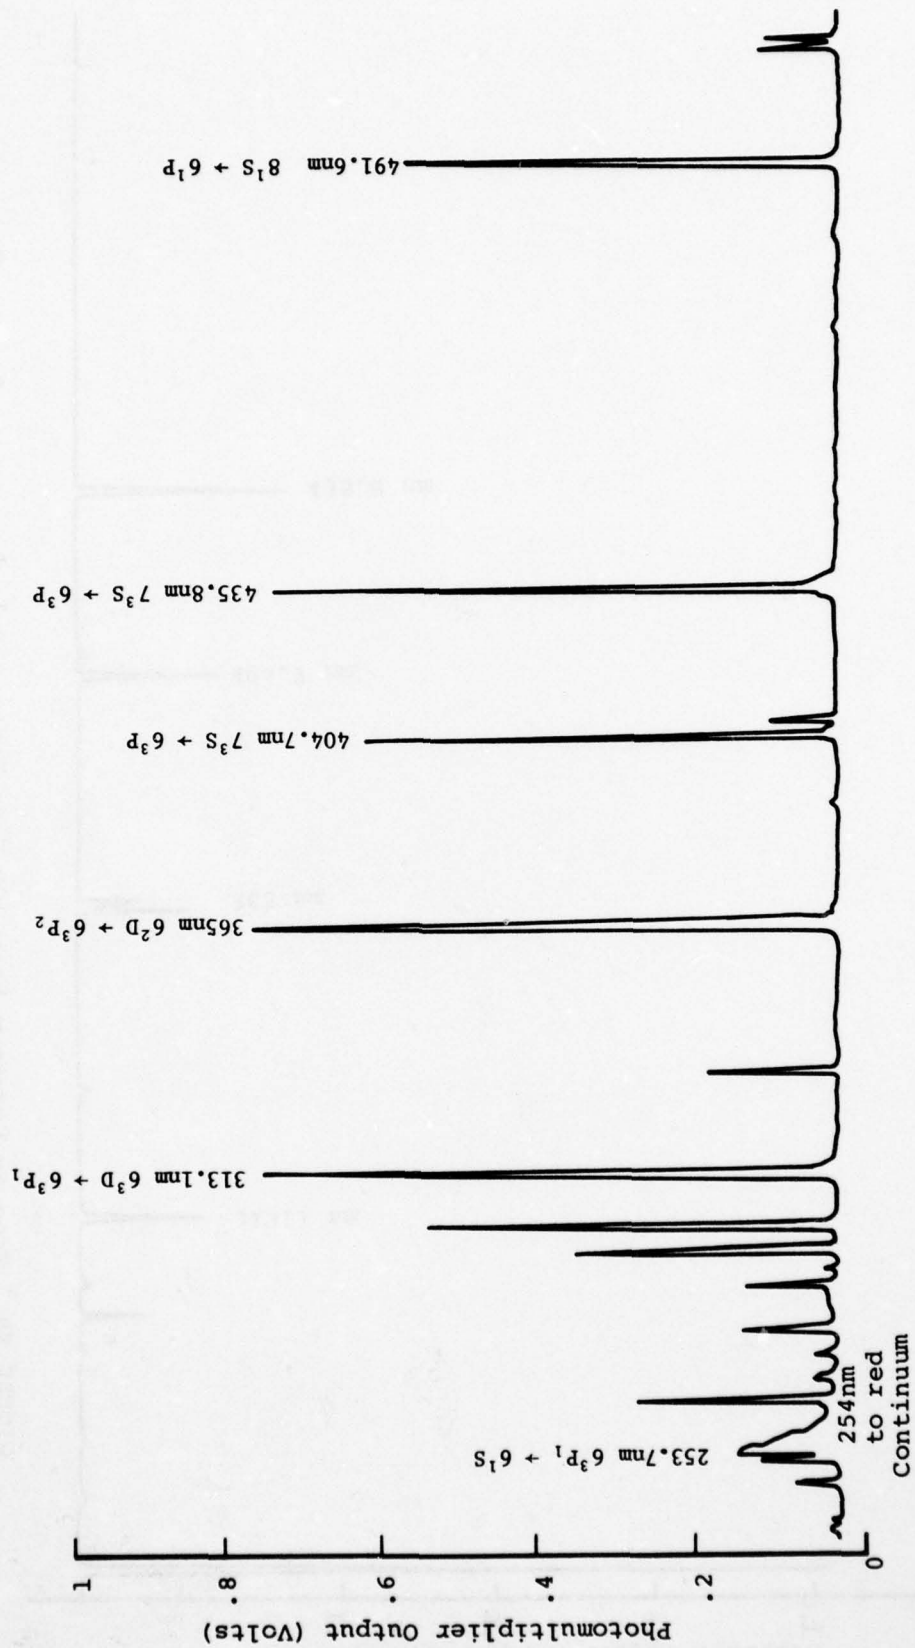 491.6nm 8¹S → 6¹P
435.8nm 7³S → 6³P
404.7nm 7³S → 6³P
365nm 6²D → 6³P₂
313.1nm 6³D → 6³P₁
253.7nm 6³P₁ → 6¹S
254nm
to red
Continuum
1
.8
.6
.4
.2
0
Photomultiplier Output (Volts)